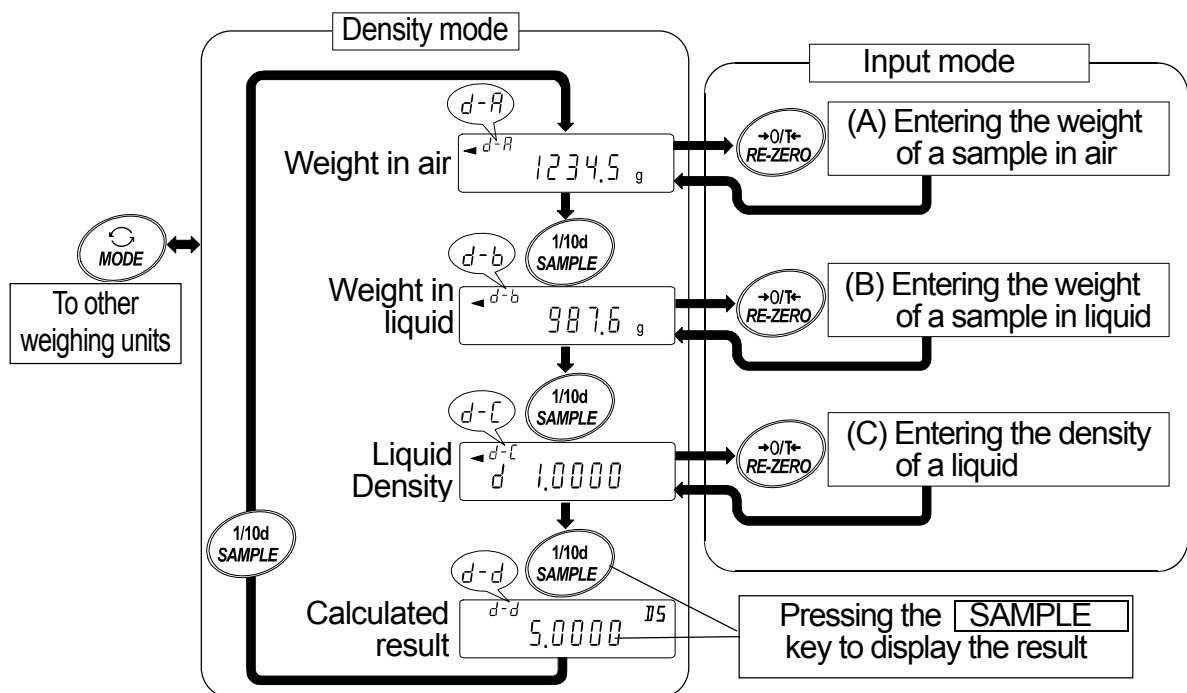 Density mode
Input mode
d-A
◄ d-A
Weight in air
1234.5 g
→0/T←
RE-ZERO
(A) Entering the weight
of a sample in air
1/10d
SAMPLE
MODE
To other
weighing units
d-b
◄ d-b
Weight in
liquid
987.6 g
→0/T←
RE-ZERO
(B) Entering the weight
of a sample in liquid
1/10d
SAMPLE
d-C
◄ d-C
Liquid
Density
d 1.0000
→0/T←
RE-ZERO
(C) Entering the density
of a liquid
1/10d
SAMPLE
1/10d
SAMPLE
d-d
d-d
Calculated
result
5.0000 DS
Pressing the SAMPLE
key to display the result